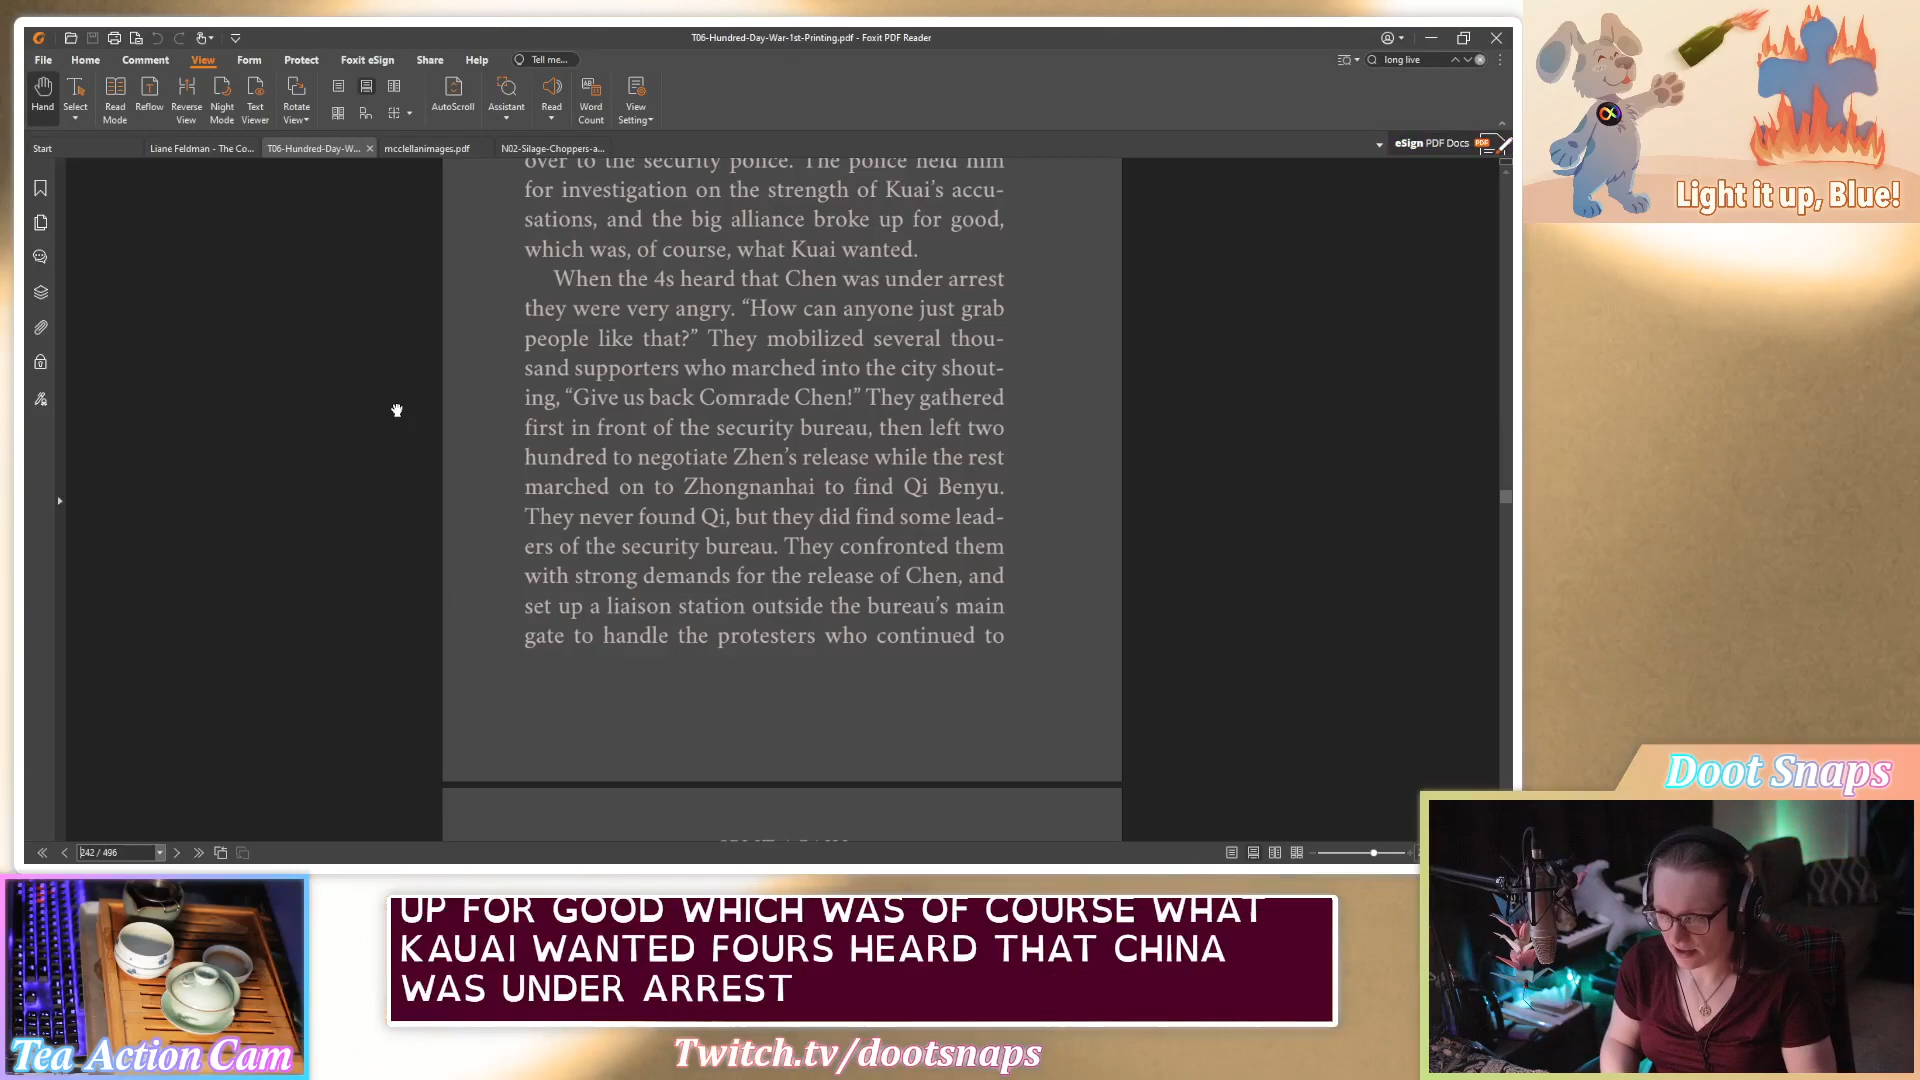 T06-Hundred-Day-War-1st-Printing.pdf - Foxit PDF Reader
File Home Comment View Form Protect Foxit eSign Share Help Tell me... long live
Hand Select Read Mode Reflow Reverse View Night Mode Text Viewer Rotate View AutoScroll Assistant Read Word Count View Setting
Start Liane Feldman - The Co... T06-Hundred-Day-W... mcclellanimages.pdf N02-Silage-Choppers-a... eSign PDF Docs
over to the security police. The police held him
for investigation on the strength of Kuai’s accu-
sations, and the big alliance broke up for good,
which was, of course, what Kuai wanted.
When the 4s heard that Chen was under arrest
they were very angry. “How can anyone just grab
people like that?” They mobilized several thou-
sand supporters who marched into the city shout-
ing, “Give us back Comrade Chen!” They gathered
first in front of the security bureau, then left two
hundred to negotiate Zhen’s release while the rest
marched on to Zhongnanhai to find Qi Benyu.
They never found Qi, but they did find some lead-
ers of the security bureau. They confronted them
with strong demands for the release of Chen, and
set up a liaison station outside the bureau’s main
gate to handle the protesters who continued to
242 / 496
Light it up, Blue!
Doot Snaps
UP FOR GOOD WHICH WAS OF COURSE WHAT
KAUAI WANTED FOURS HEARD THAT CHINA
WAS UNDER ARREST
Tea Action Cam
Twitch.tv/dootsnaps